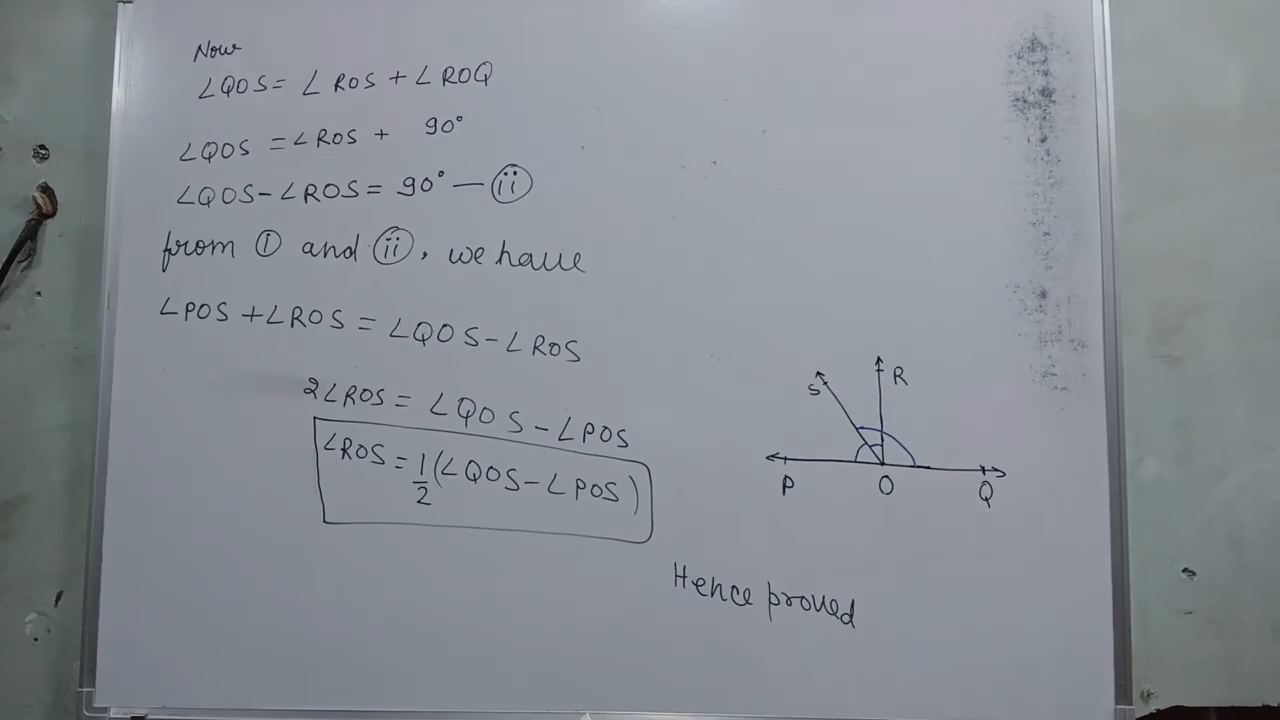 Now
∠QOS = ∠ROS + ∠ROQ
∠QOS = ∠ROS + 90°
∠QOS - ∠ROS = 90° — ⅱ
from ⅰ and ⅱ, we have
∠POS + ∠ROS = ∠QOS - ∠ROS
2∠ROS = ∠QOS - ∠POS
∠ROS = 1/2 (∠QOS - ∠POS)
S R
P O Q
Hence proved